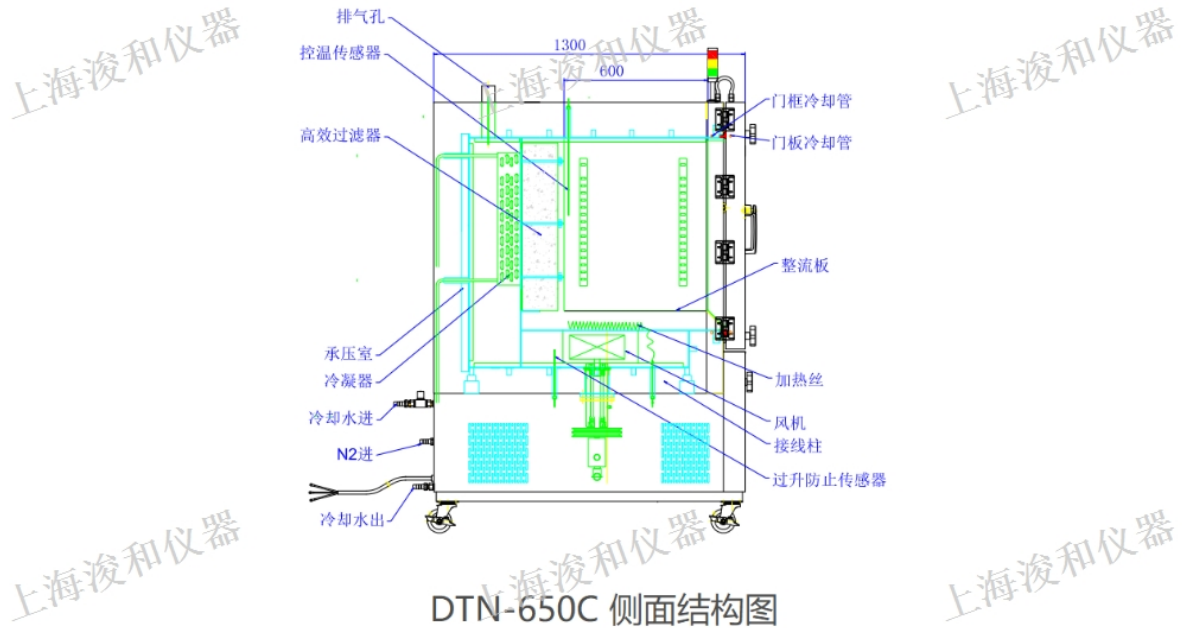 排气孔
上海浚和仪器
上海浚和仪器
上海浚和仪器
控温传感器
1300
600
门框冷却管
高效过滤器
门板冷却管
整流板
承压室
冷凝器
加热丝
冷却水进
风机
接线柱
N2进
过升防止传感器
冷却水出
上海浚和仪器
上海浚和仪器
上海浚和仪器
DTN-650C 侧面结构图